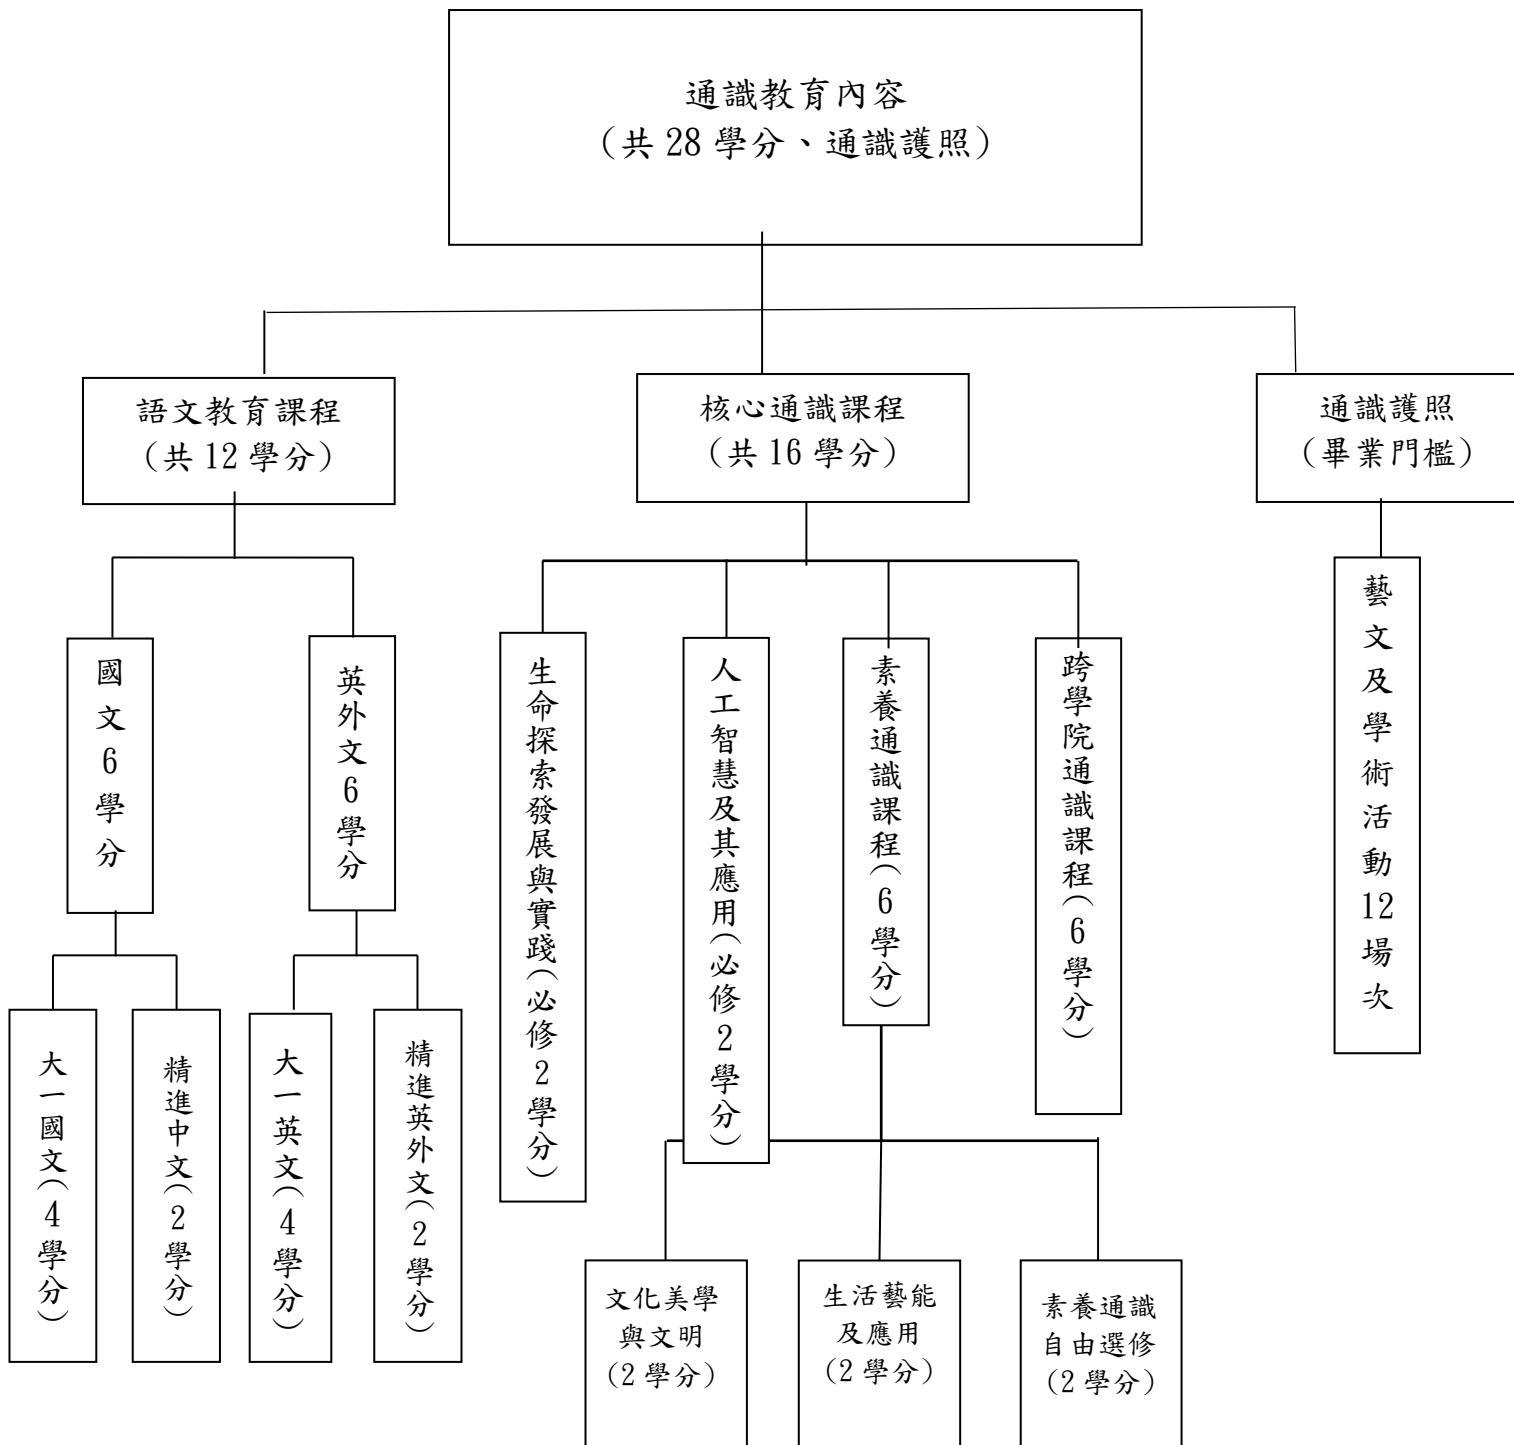 通識教育內容
（共 28 學分、通識護照）
語文教育課程
（共 12 學分）
核心通識課程
（共 16 學分）
通識護照
（畢業門檻）
國文6學分
英外文6學分
生命探索發展與實踐（必修2學分）
人工智慧及其應用（必修2學分）
素養通識課程（6學分）
跨學院通識課程（6學分）
藝文及學術活動12場次
大一國文（4學分）
精進中文（2學分）
大一英文（4學分）
精進英外文（2學分）
文化美學
與文明
（2 學分）
生活藝能
及應用
（2 學分）
素養通識
自由選修
（2 學分）